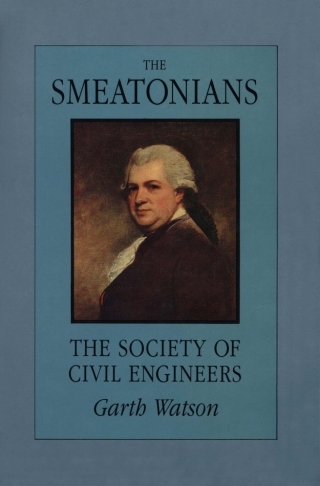 THE
SMEATONIANS
THE SOCIETY OF
CIVIL ENGINEERS
Garth Watson